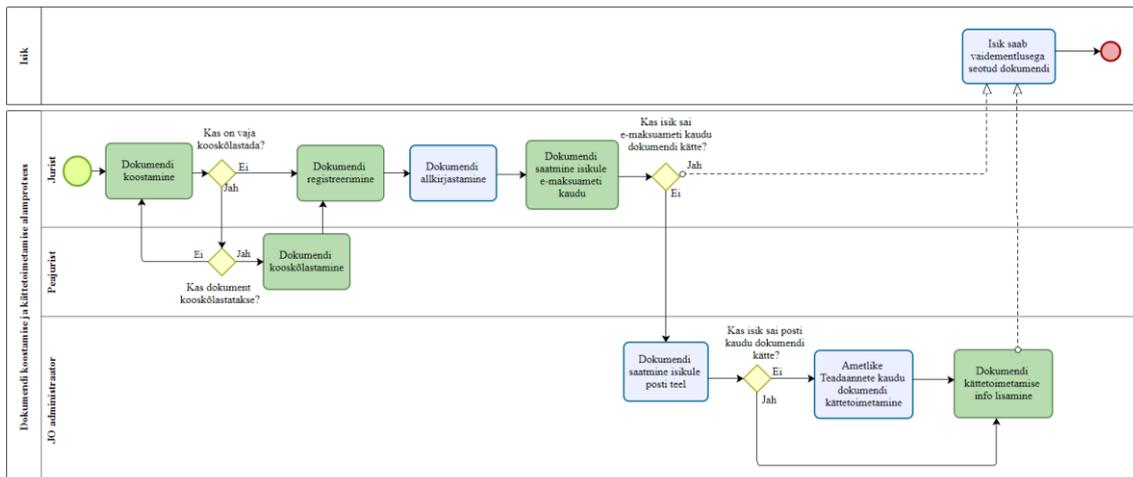 Isik
Isik saab
vaidementlusega
seotud dokumendi
Dokumendi koostamise ja kättetoimetamise alamprotsess
Jurist
Dokumendi
koostamine
Kas on vaja
kooskõlastada?
Ei
Jah
Dokumendi
registreerimine
Dokumendi
allkirjastamine
Dokumendi
saatmine isikule
e-maksuameti
kaudu
Kas isik sai
e-maksuameti kaudu
dokumendi kätte?
Jah
Ei
Peajurist
Ei
Jah
Kas dokument
kooskõlastatakse?
Dokumendi
kooskõlastamine
JO administraator
Dokumendi
saatmine isikule
posti teel
Kas isik sai posti
kaudu dokumendi
kätte?
Ei
Jah
Ametlike
Teadaannete kaudu
dokumendi
kättetoimetamine
Dokumendi
kättetoimetamise
info lisamine